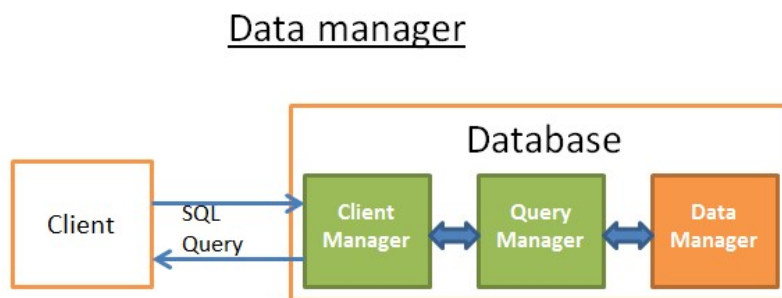 Data manager
Database
Client
SQL
Query
Client
Manager
Query
Manager
Data
Manager